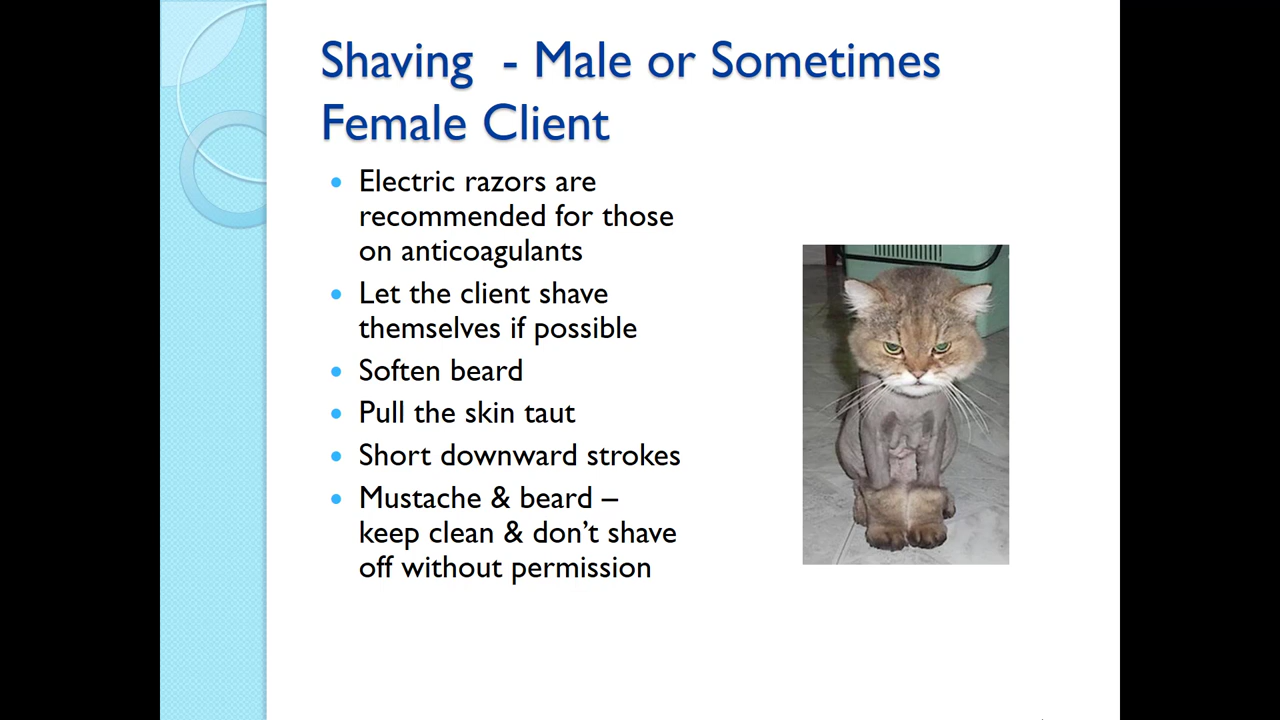 Shaving - Male or Sometimes
Female Client
Electric razors are
recommended for those
on anticoagulants
Let the client shave
themselves if possible
Soften beard
Pull the skin taut
Short downward strokes
Mustache & beard –
keep clean & don’t shave
off without permission